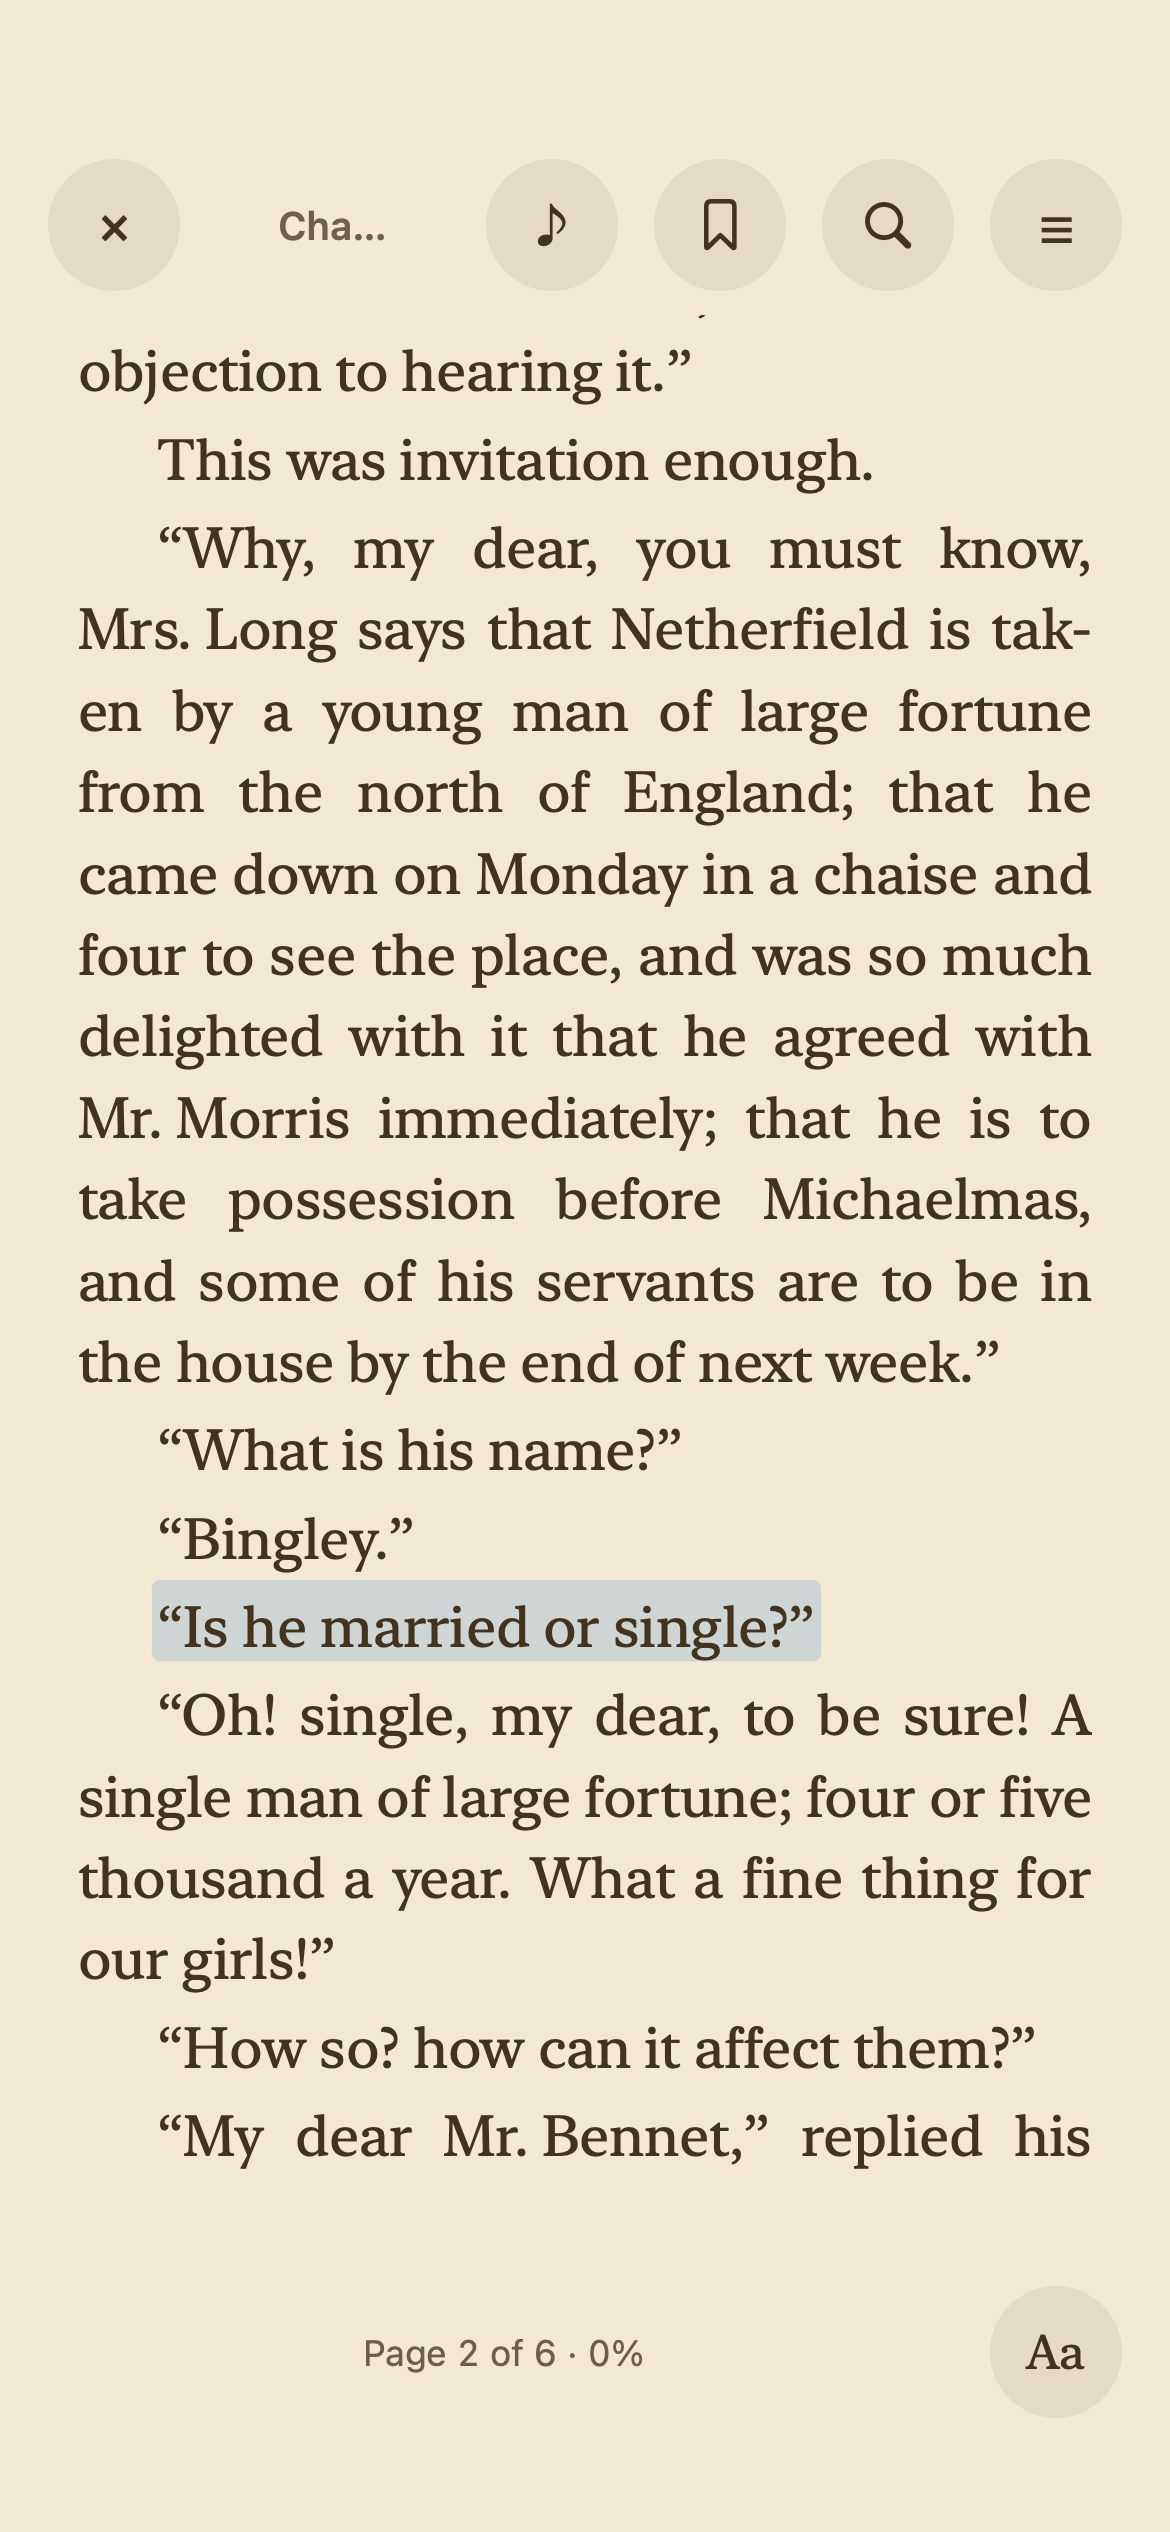 Cha...
objection to hearing it.”
This was invitation enough.
“Why, my dear, you must know,
Mrs. Long says that Netherfield is tak-
en by a young man of large fortune
from the north of England; that he
came down on Monday in a chaise and
four to see the place, and was so much
delighted with it that he agreed with
Mr. Morris immediately; that he is to
take possession before Michaelmas,
and some of his servants are to be in
the house by the end of next week.”
“What is his name?”
“Bingley.”
“Is he married or single?”
“Oh! single, my dear, to be sure! A
single man of large fortune; four or five
thousand a year. What a fine thing for
our girls!”
“How so? how can it affect them?”
“My dear Mr. Bennet,” replied his
Page 2 of 6 · 0%
Aa